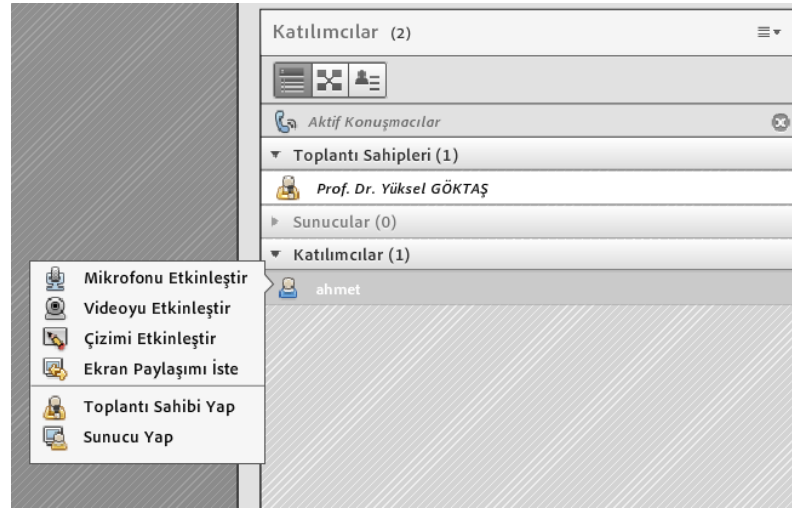 Katılımcılar (2)
Aktif Konuşmacılar
Toplantı Sahipleri (1)
Prof. Dr. Yüksel GÖKTAŞ
Sunucular (0)
Katılımcılar (1)
ahmet
Mikrofonu Etkinleştir
Videoyu Etkinleştir
Çizimi Etkinleştir
Ekran Paylaşımı İste
Toplantı Sahibi Yap
Sunucu Yap